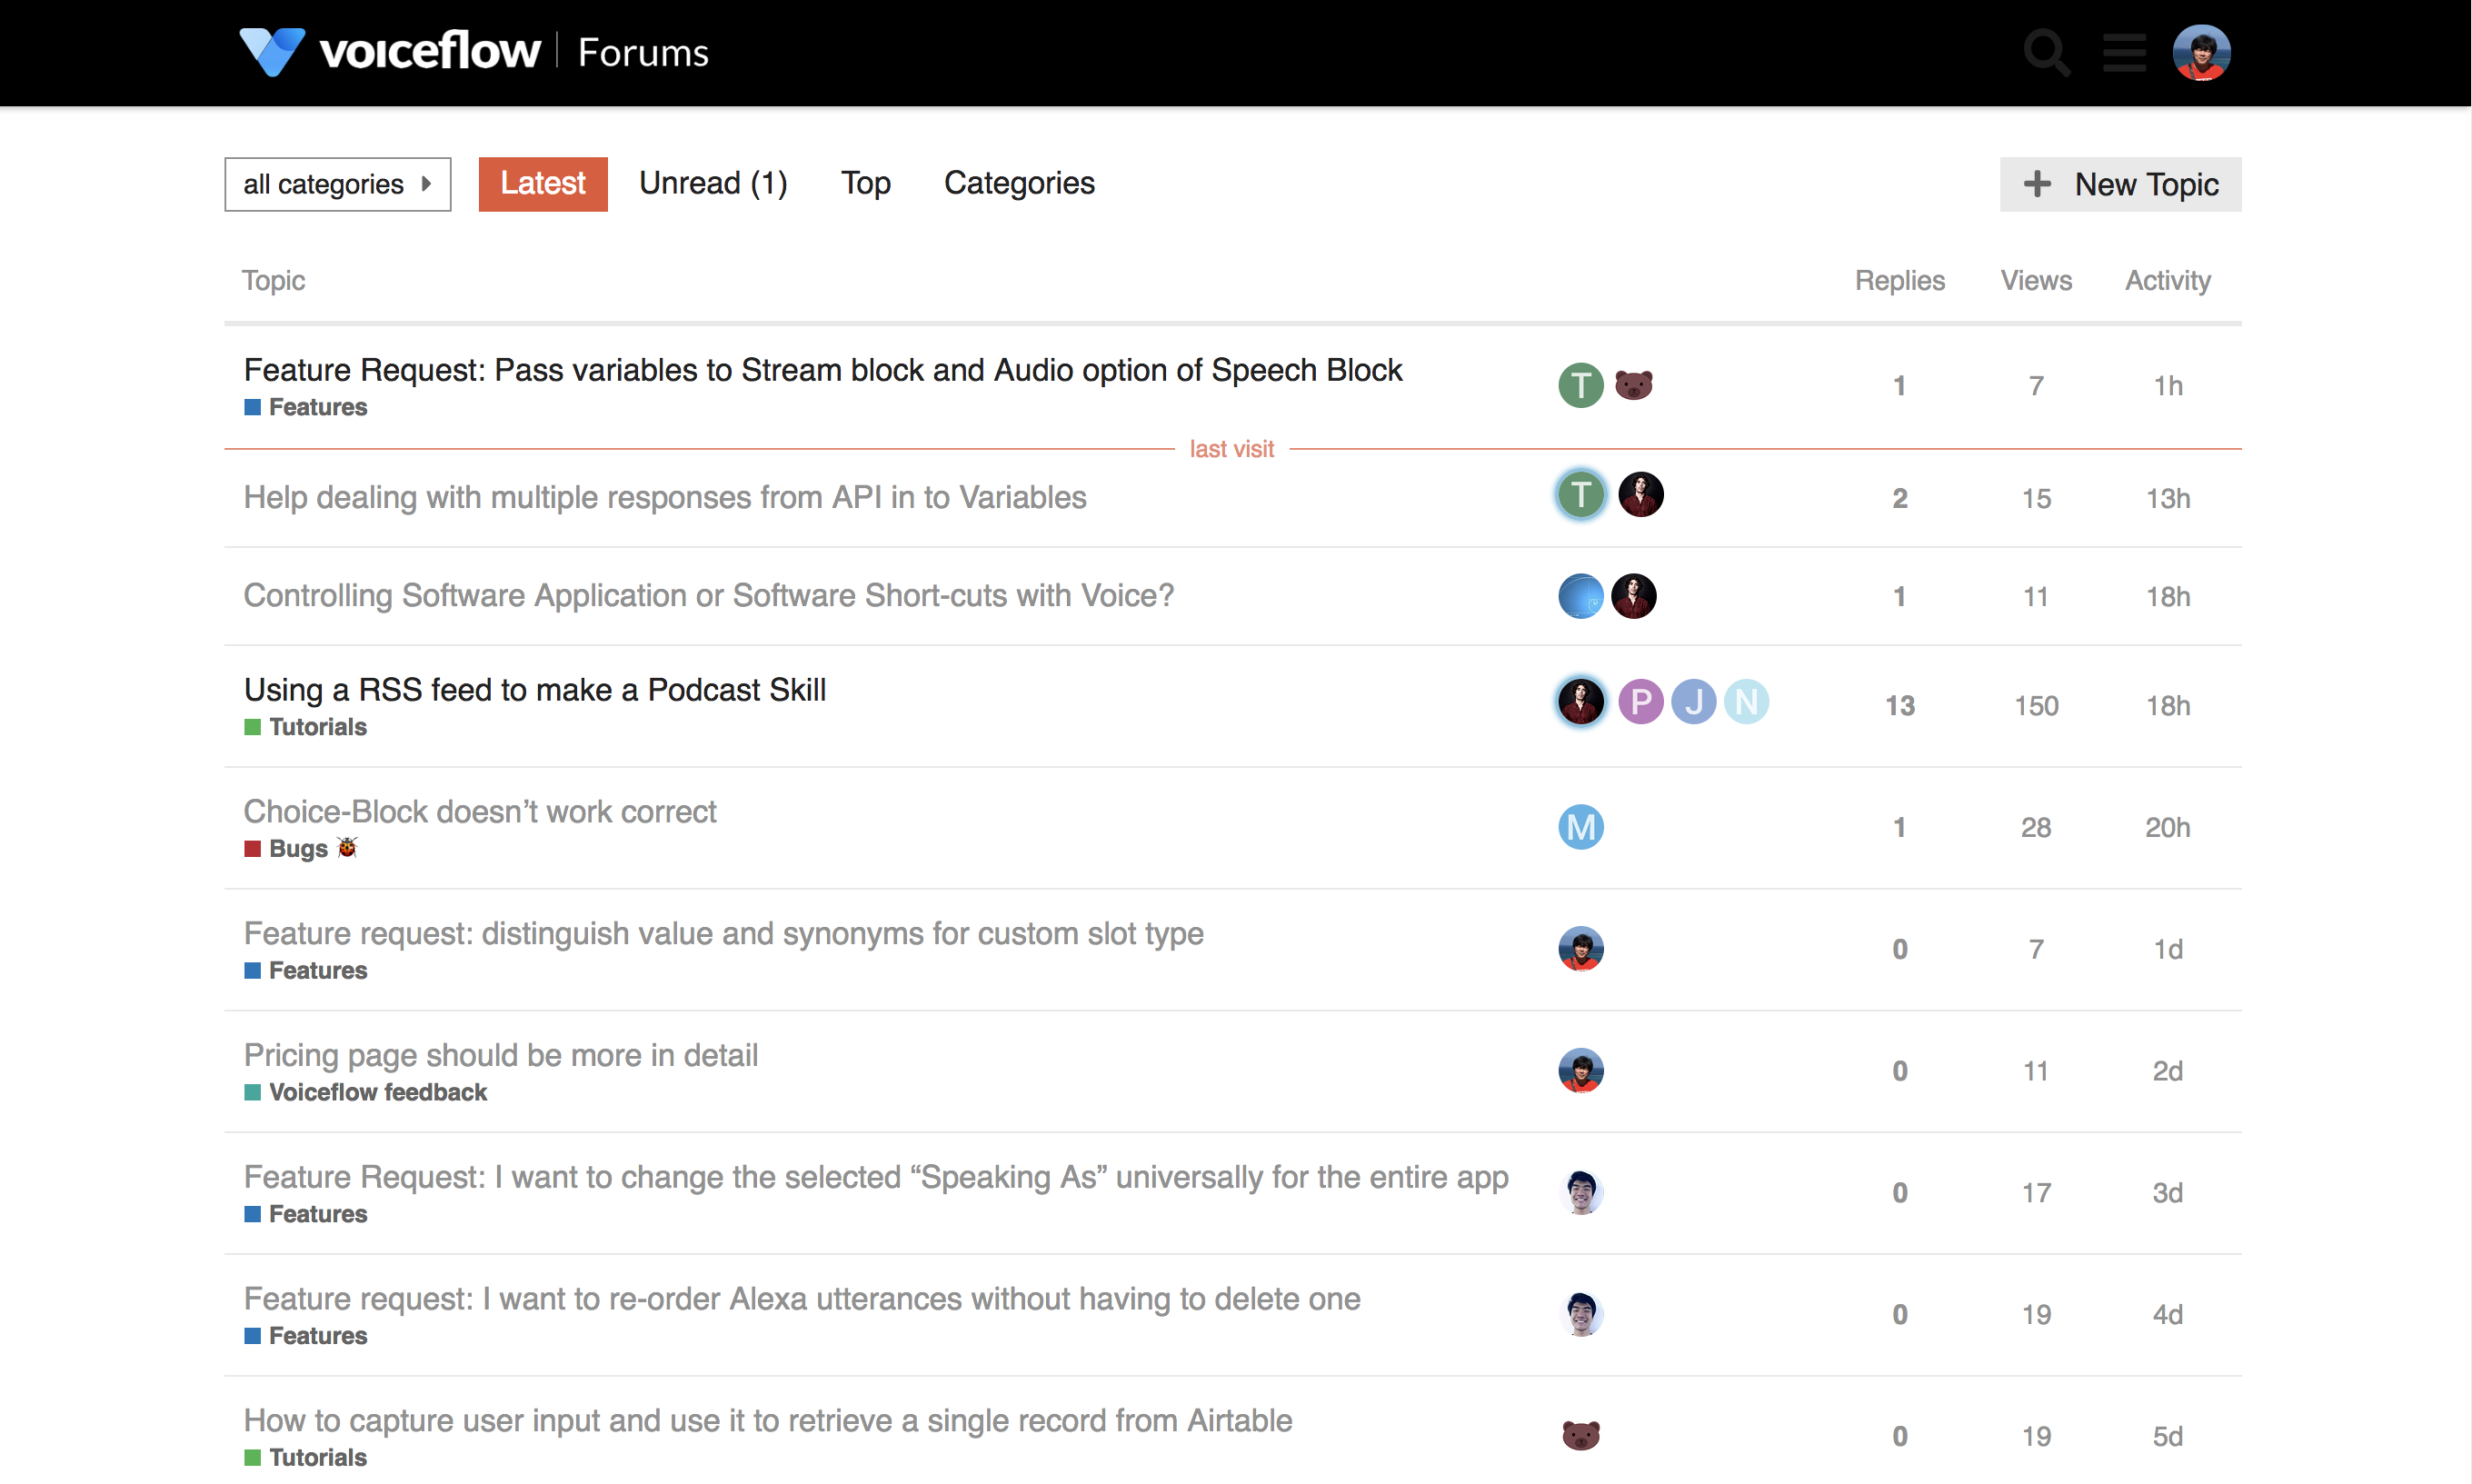 voiceflow | Forums
all categories Latest Unread (1) Top Categories + New Topic
Topic Replies Views Activity
Feature Request: Pass variables to Stream block and Audio option of Speech Block T 1 7 1h
Features
last visit
Help dealing with multiple responses from API in to Variables T 2 15 13h
Controlling Software Application or Software Short-cuts with Voice? 1 11 18h
Using a RSS feed to make a Podcast Skill P J N 13 150 18h
Tutorials
Choice-Block doesn’t work correct M 1 28 20h
Bugs 🐞
Feature request: distinguish value and synonyms for custom slot type 0 7 1d
Features
Pricing page should be more in detail 0 11 2d
Voiceflow feedback
Feature Request: I want to change the selected “Speaking As” universally for the entire app 0 17 3d
Features
Feature request: I want to re-order Alexa utterances without having to delete one 0 19 4d
Features
How to capture user input and use it to retrieve a single record from Airtable 0 19 5d
Tutorials